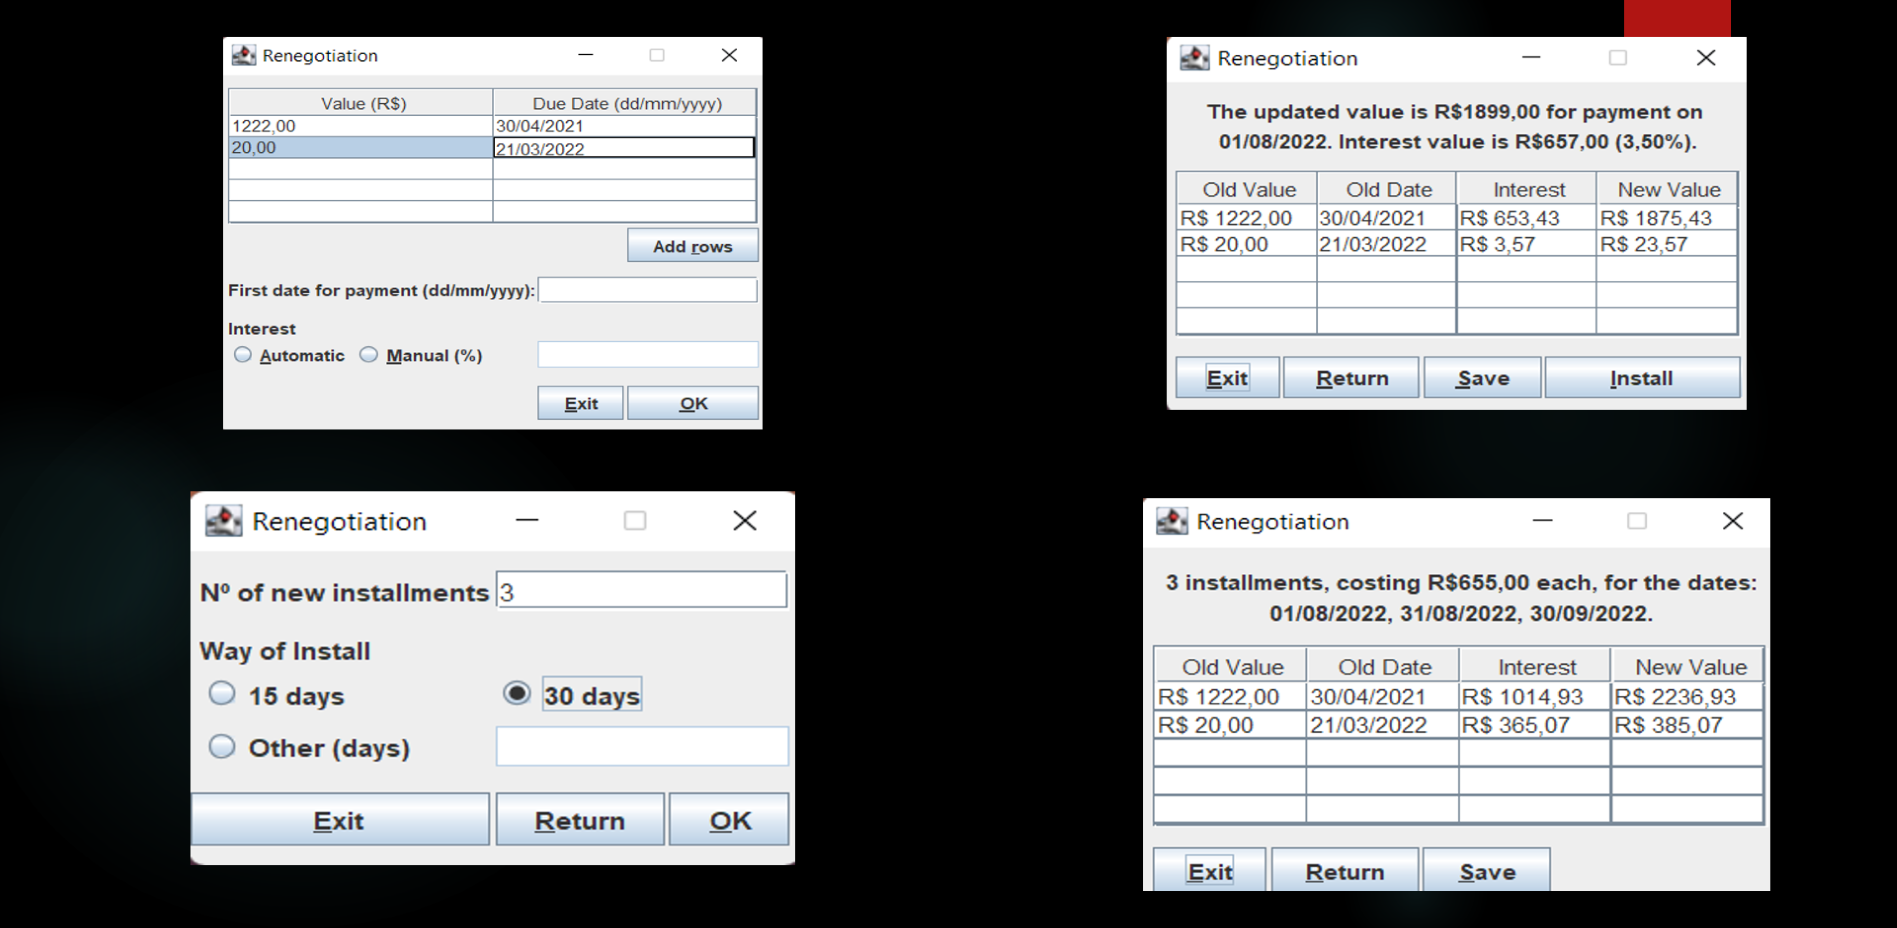 Renegotiation
Value (R$) Due Date (dd/mm/yyyy)
1222,00 30/04/2021
20,00 21/03/2022
Add rows
First date for payment (dd/mm/yyyy):
Interest
Automatic Manual (%)
Exit OK
Renegotiation
The updated value is R$1899,00 for payment on
01/08/2022. Interest value is R$657,00 (3,50%).
Old Value Old Date Interest New Value
R$ 1222,00 30/04/2021 R$ 653,43 R$ 1875,43
R$ 20,00 21/03/2022 R$ 3,57 R$ 23,57
Exit Return Save Install
Renegotiation
Nº of new installments 3
Way of Install
15 days 30 days
Other (days)
Exit Return OK
Renegotiation
3 installments, costing R$655,00 each, for the dates:
01/08/2022, 31/08/2022, 30/09/2022.
Old Value Old Date Interest New Value
R$ 1222,00 30/04/2021 R$ 1014,93 R$ 2236,93
R$ 20,00 21/03/2022 R$ 365,07 R$ 385,07
Exit Return Save